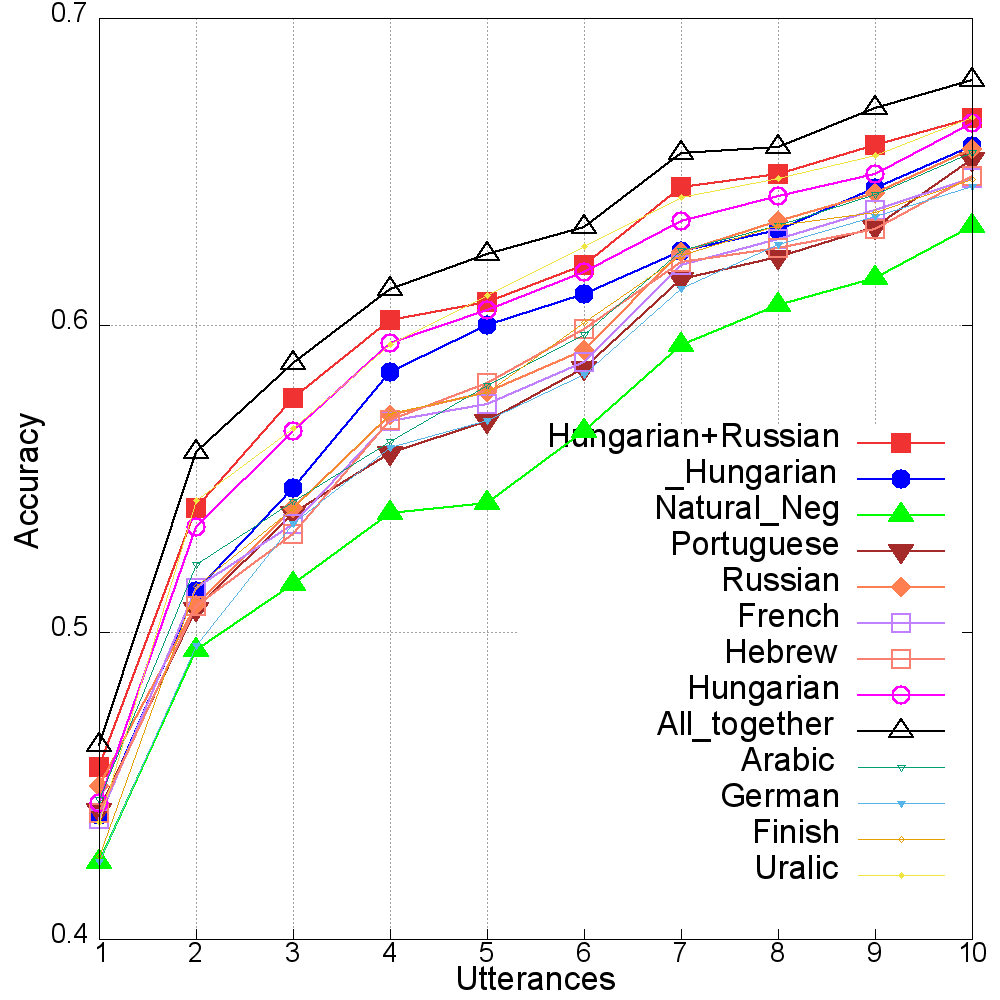 0.7
0.6
0.5
0.4
Accuracy
Hungarian+Russian
_Hungarian
Natural_Neg
Portuguese
Russian
French
Hebrew
Hungarian
All_together
Arabic
German
Finish
Uralic
1 2 3 4 5 6 7 8 9 10
Utterances